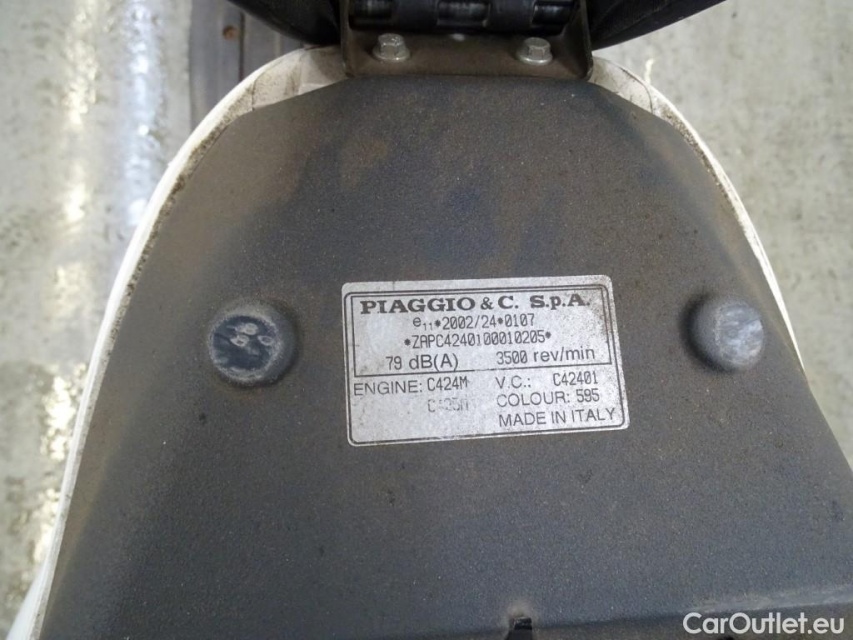 PIAGGIO & C. S.p.A.
e11*2002/24*0107
*ZAPC4240100010205*
79 dB(A) 3500 rev/min
ENGINE: C424M V.C.: C42401
COLOUR: 595
MADE IN ITALY
CarOutlet.eu